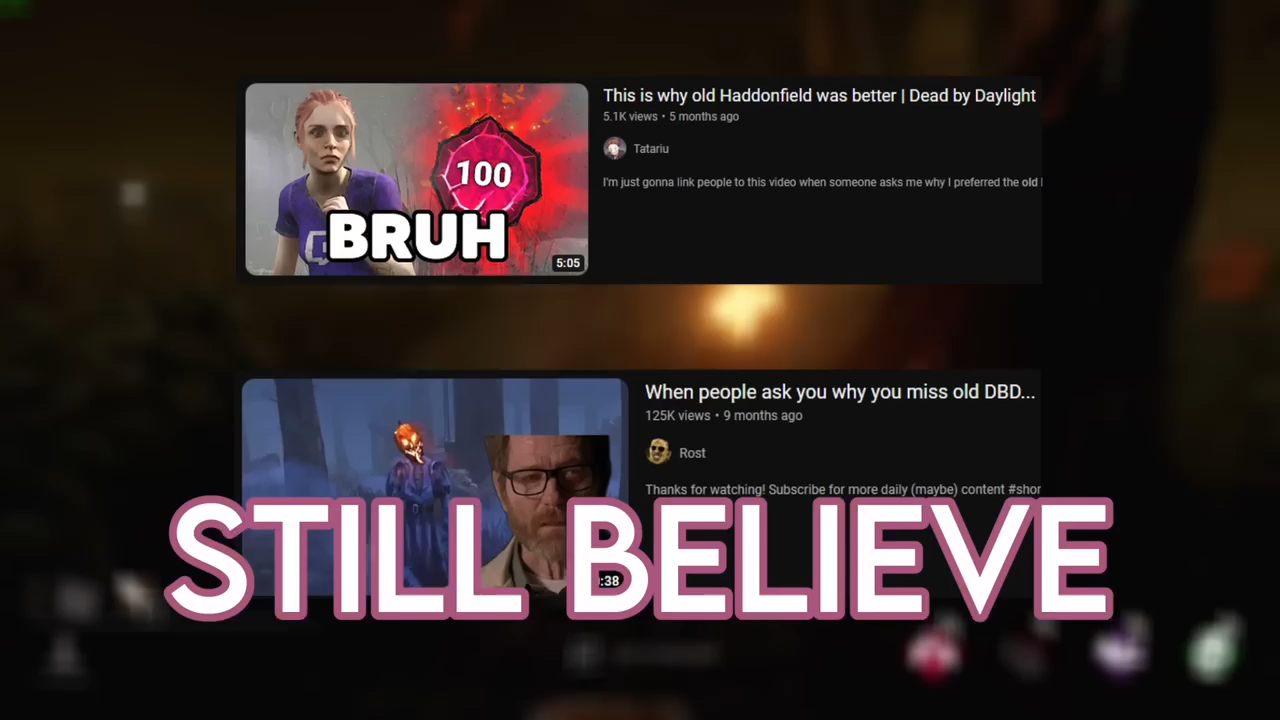 This is why old Haddonfield was better | Dead by Daylight
5.1K views • 5 months ago
Tatariu
I'm just gonna link people to this video when someone asks me why I preferred the old
100
BRUH
5:05
When people ask you why you miss old DBD...
125K views • 9 months ago
Rost
Thanks for watching! Subscribe for more daily (maybe) content #shor
:38
STILL BELIEVE